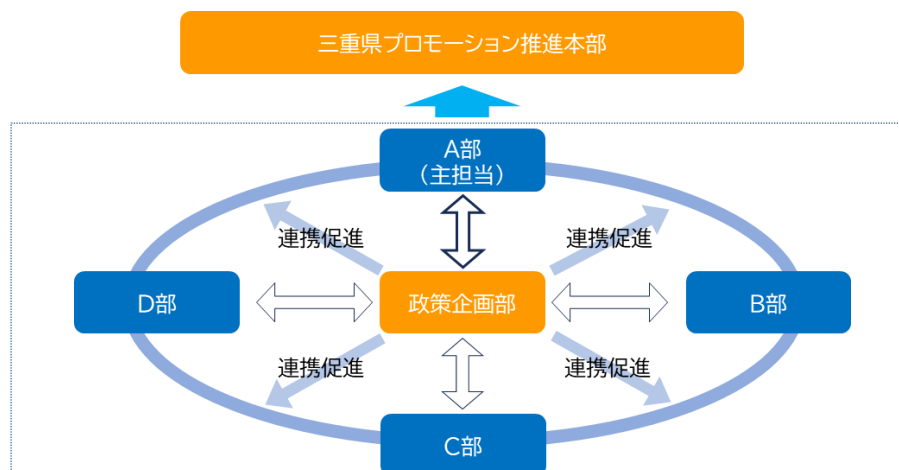 三重県プロモーション推進本部
A部
（主担当）
連携促進
連携促進
D部
政策企画部
B部
連携促進
連携促進
C部